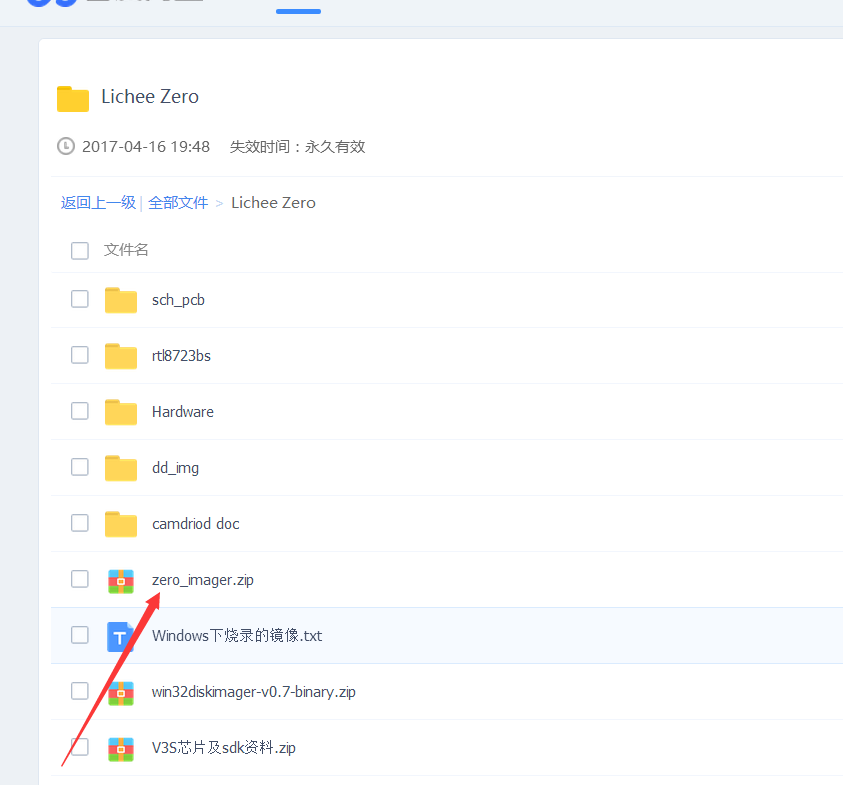 Lichee Zero
2017-04-16 19:48 失效时间：永久有效
返回上一级 | 全部文件 > Lichee Zero
文件名
sch_pcb
rtl8723bs
Hardware
dd_img
camdriod doc
zero_imager.zip
Windows下烧录的镜像.txt
win32diskimager-v0.7-binary.zip
V3S芯片及sdk资料.zip